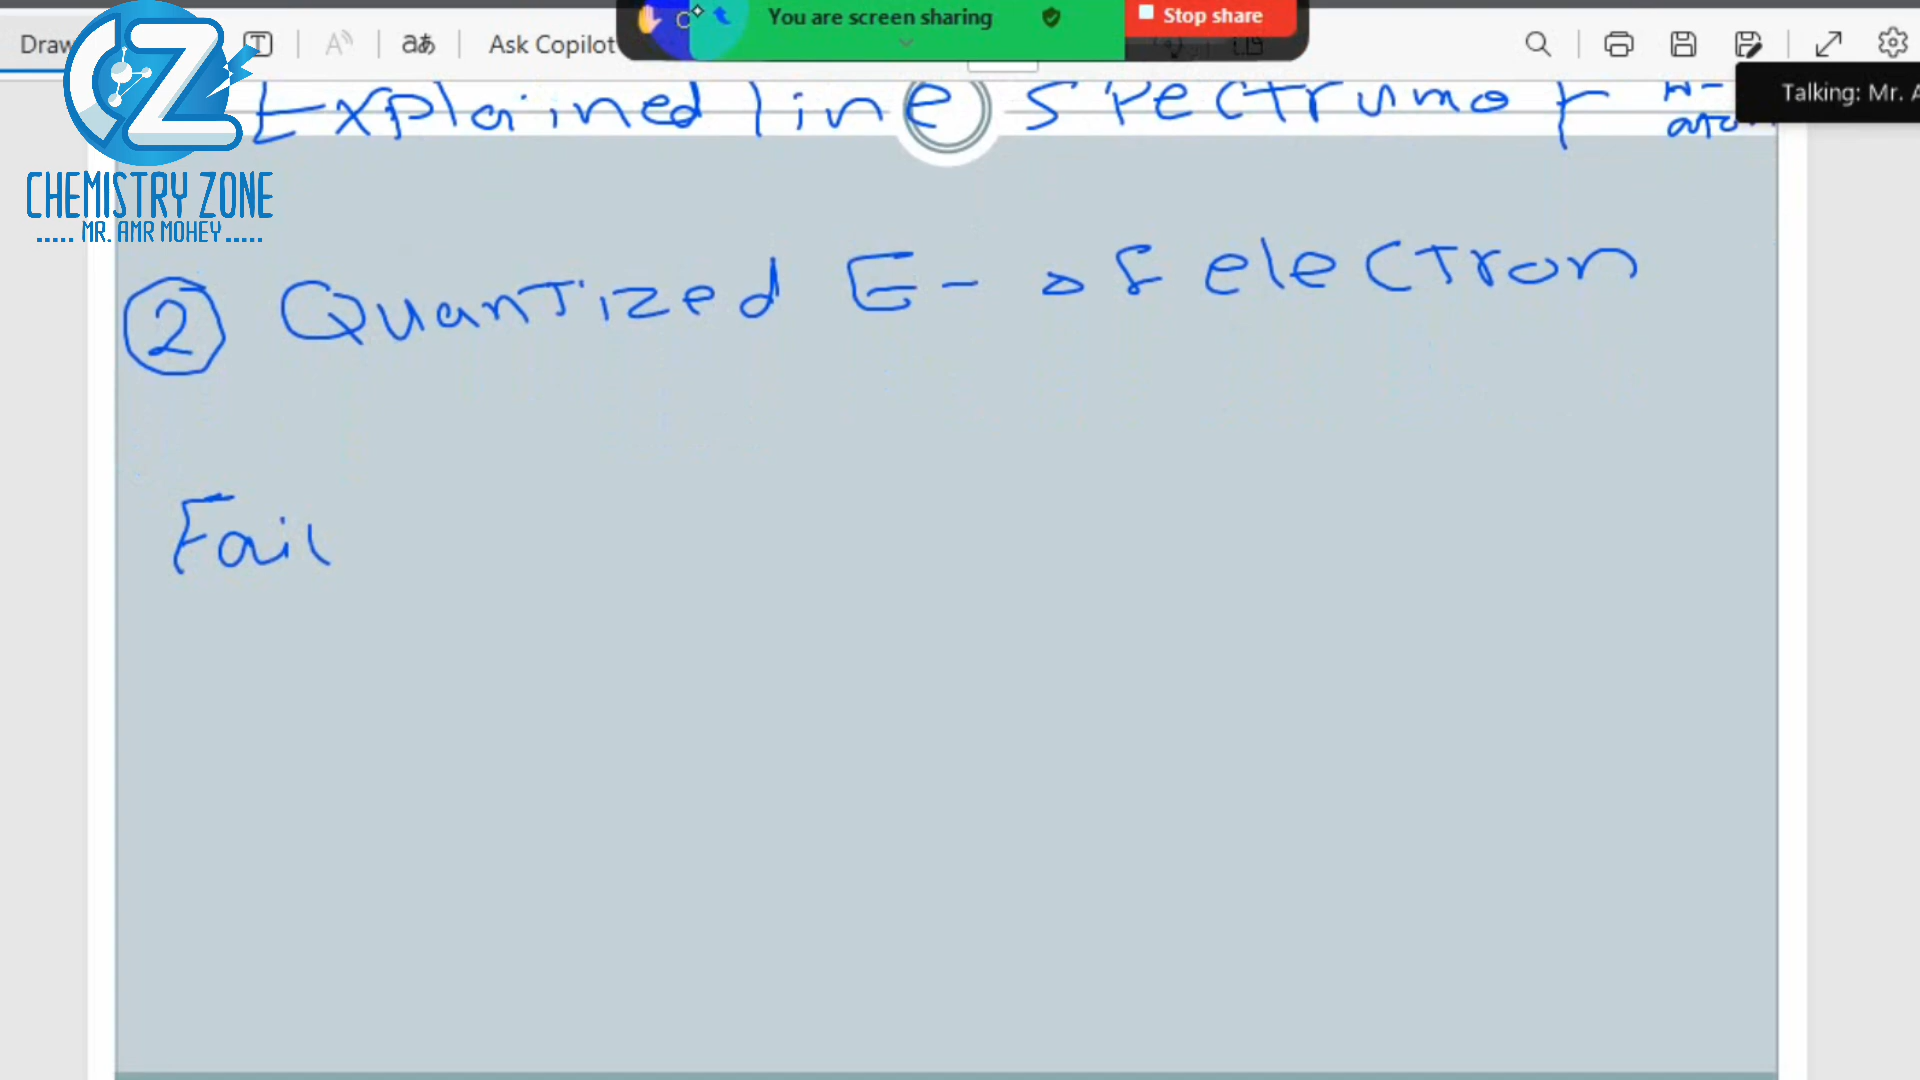 Draw
Ask Copilot
You are screen sharing
Stop share
Talking: Mr. A
CHEMISTRY ZONE
..... MR. AMR MOHEY .....
Explained line spectrum of H-
atom
② Quantized E- of electron
Fail